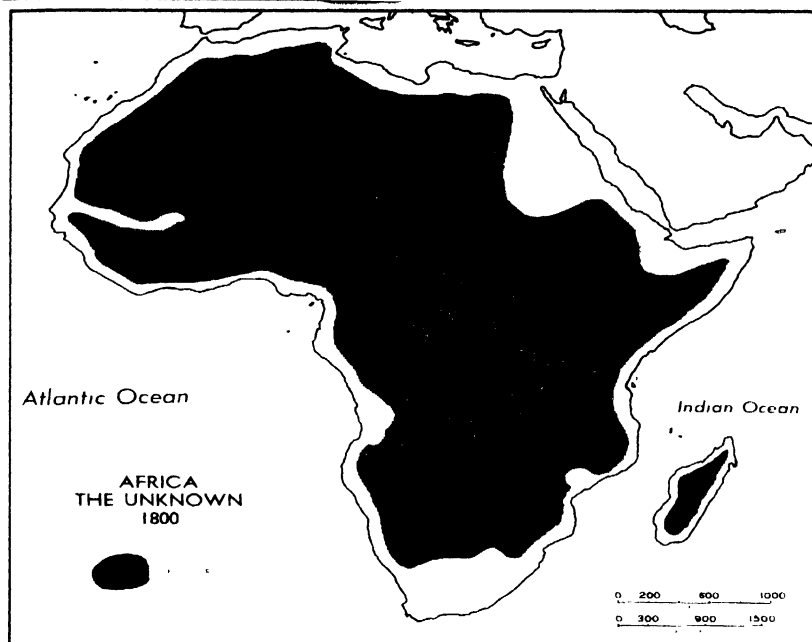 Atlantic Ocean
Indian Ocean
AFRICA
THE UNKNOWN
1800
0 200 600 1000
0 300 900 1500